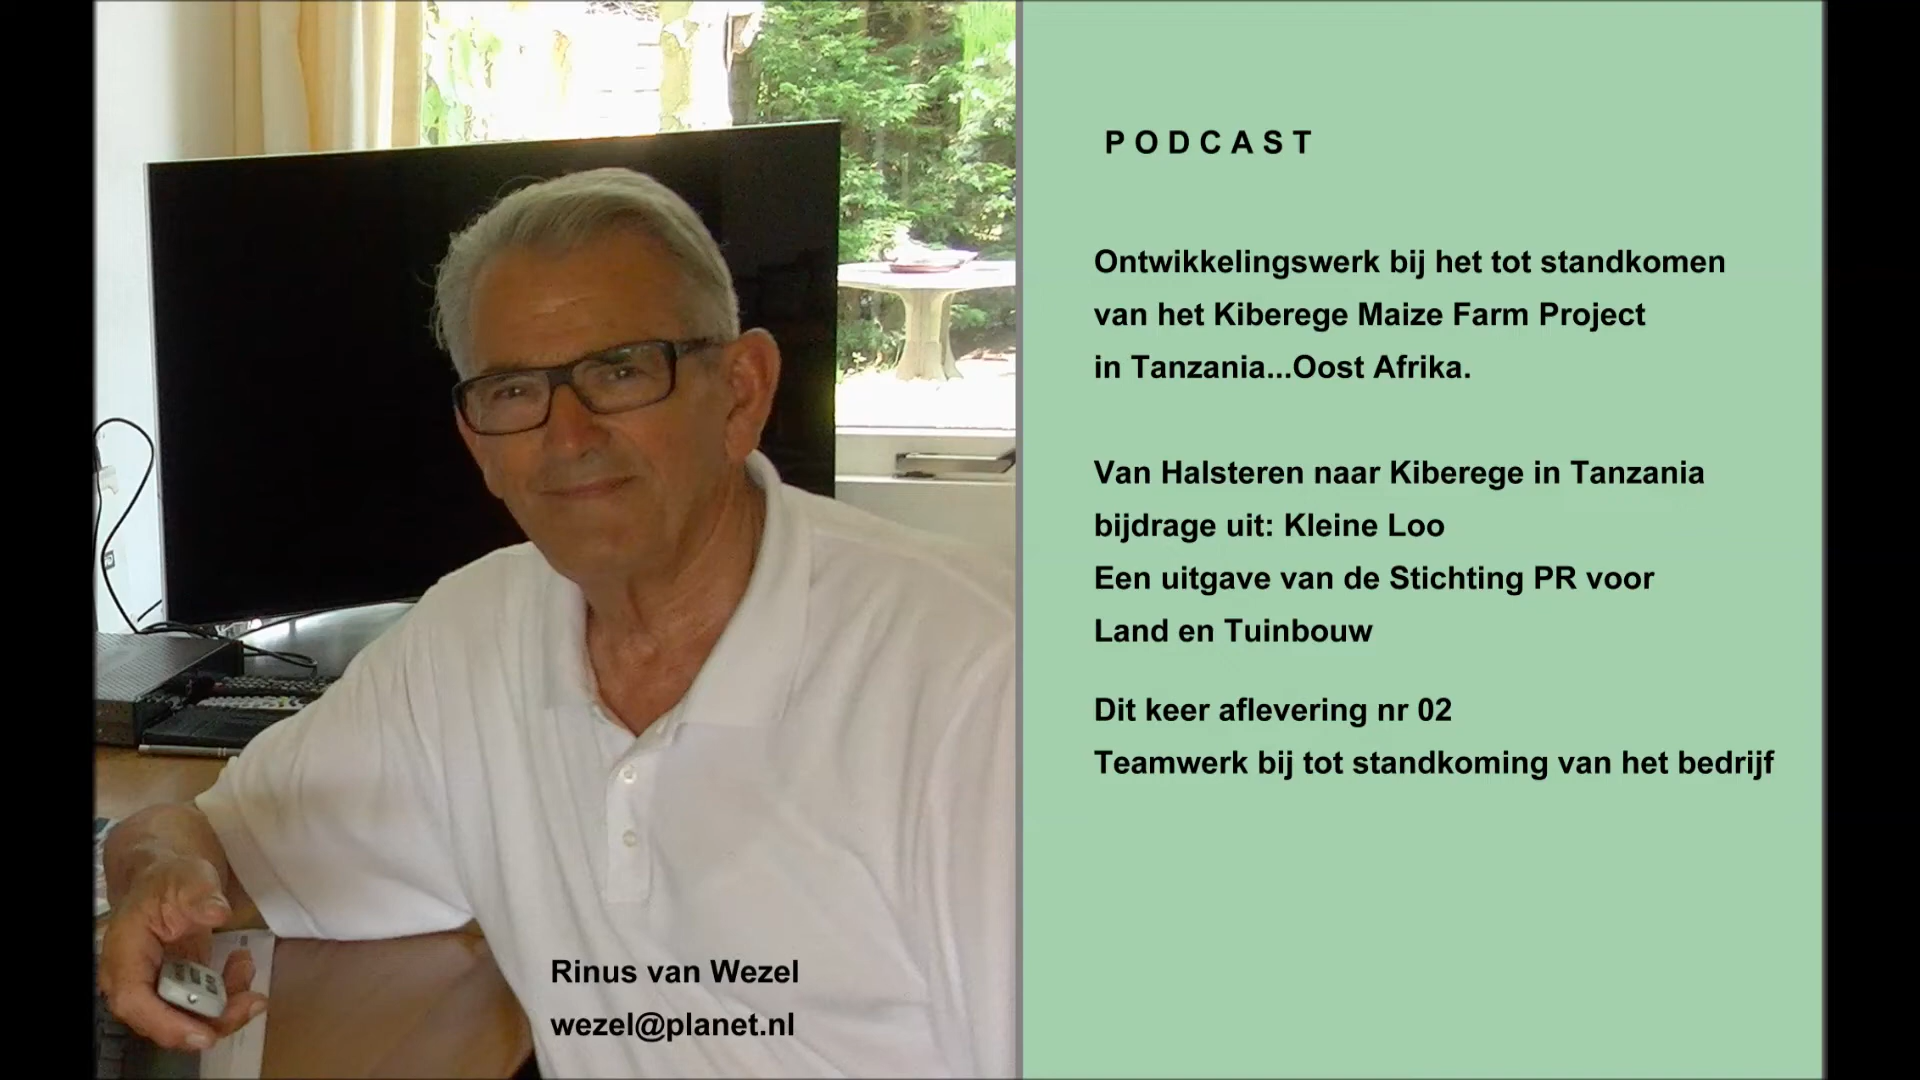 PODCAST
Ontwikkelingswerk bij het tot standkomen
van het Kiberege Maize Farm Project
in Tanzania...Oost Afrika.
Van Halsteren naar Kiberege in Tanzania
bijdrage uit: Kleine Loo
Een uitgave van de Stichting PR voor
Land en Tuinbouw
Dit keer aflevering nr 02
Teamwerk bij tot standkoming van het bedrijf
Rinus van Wezel
wezel@planet.nl